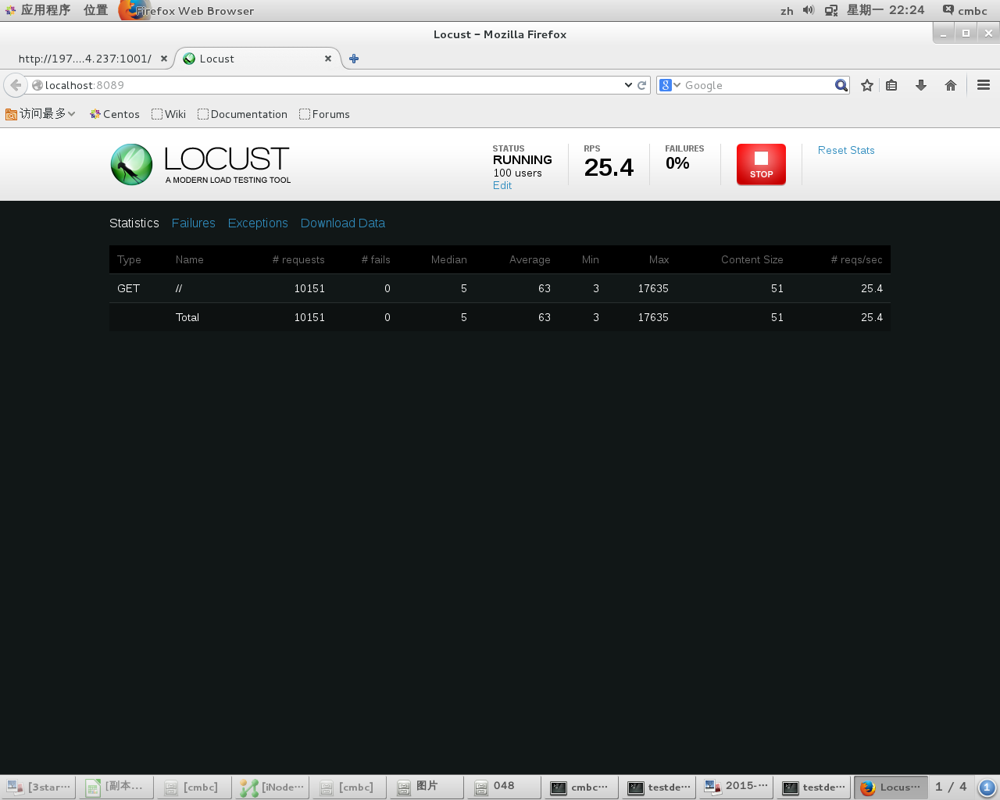 应用程序 位置 Firefox Web Browser zh 星期一 22:24 cmbc
Locust - Mozilla Firefox
http://197....4.237:1001/ Locust
localhost:8089 Google
访问最多 Centos Wiki Documentation Forums
LOCUST
A MODERN LOAD TESTING TOOL
STATUS
RUNNING
100 users
Edit
RPS
25.4
FAILURES
0%
STOP
Reset Stats
Statistics Failures Exceptions Download Data
Type Name # requests # fails Median Average Min Max Content Size # reqs/sec
GET // 10151 0 5 63 3 17635 51 25.4
Total 10151 0 5 63 3 17635 51 25.4
[3star... [副本... [cmbc] [iNode... [cmbc] 图片 048 cmbc... testde... 2015-... testde... Locus... 1 / 4 1